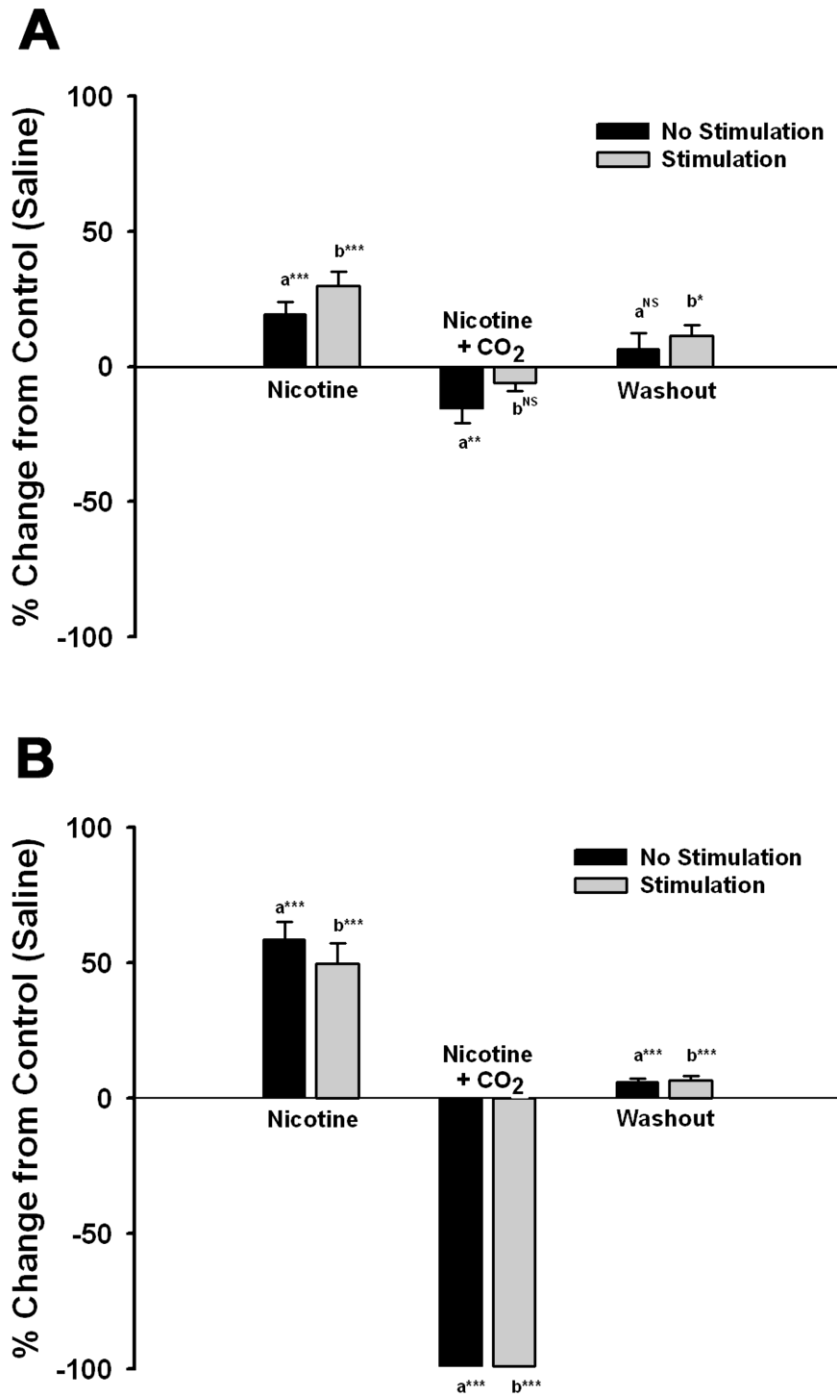 A
% Change from Control (Saline)
100
50
0
-50
-100
No Stimulation
Stimulation
a***
b***
Nicotine
+ CO2
a^NS
b*
Nicotine
Washout
b^NS
a**
B
% Change from Control (Saline)
100
50
0
-50
-100
No Stimulation
Stimulation
a***
b***
Nicotine
+ CO2
a***
b***
Nicotine
Washout
a***
b***